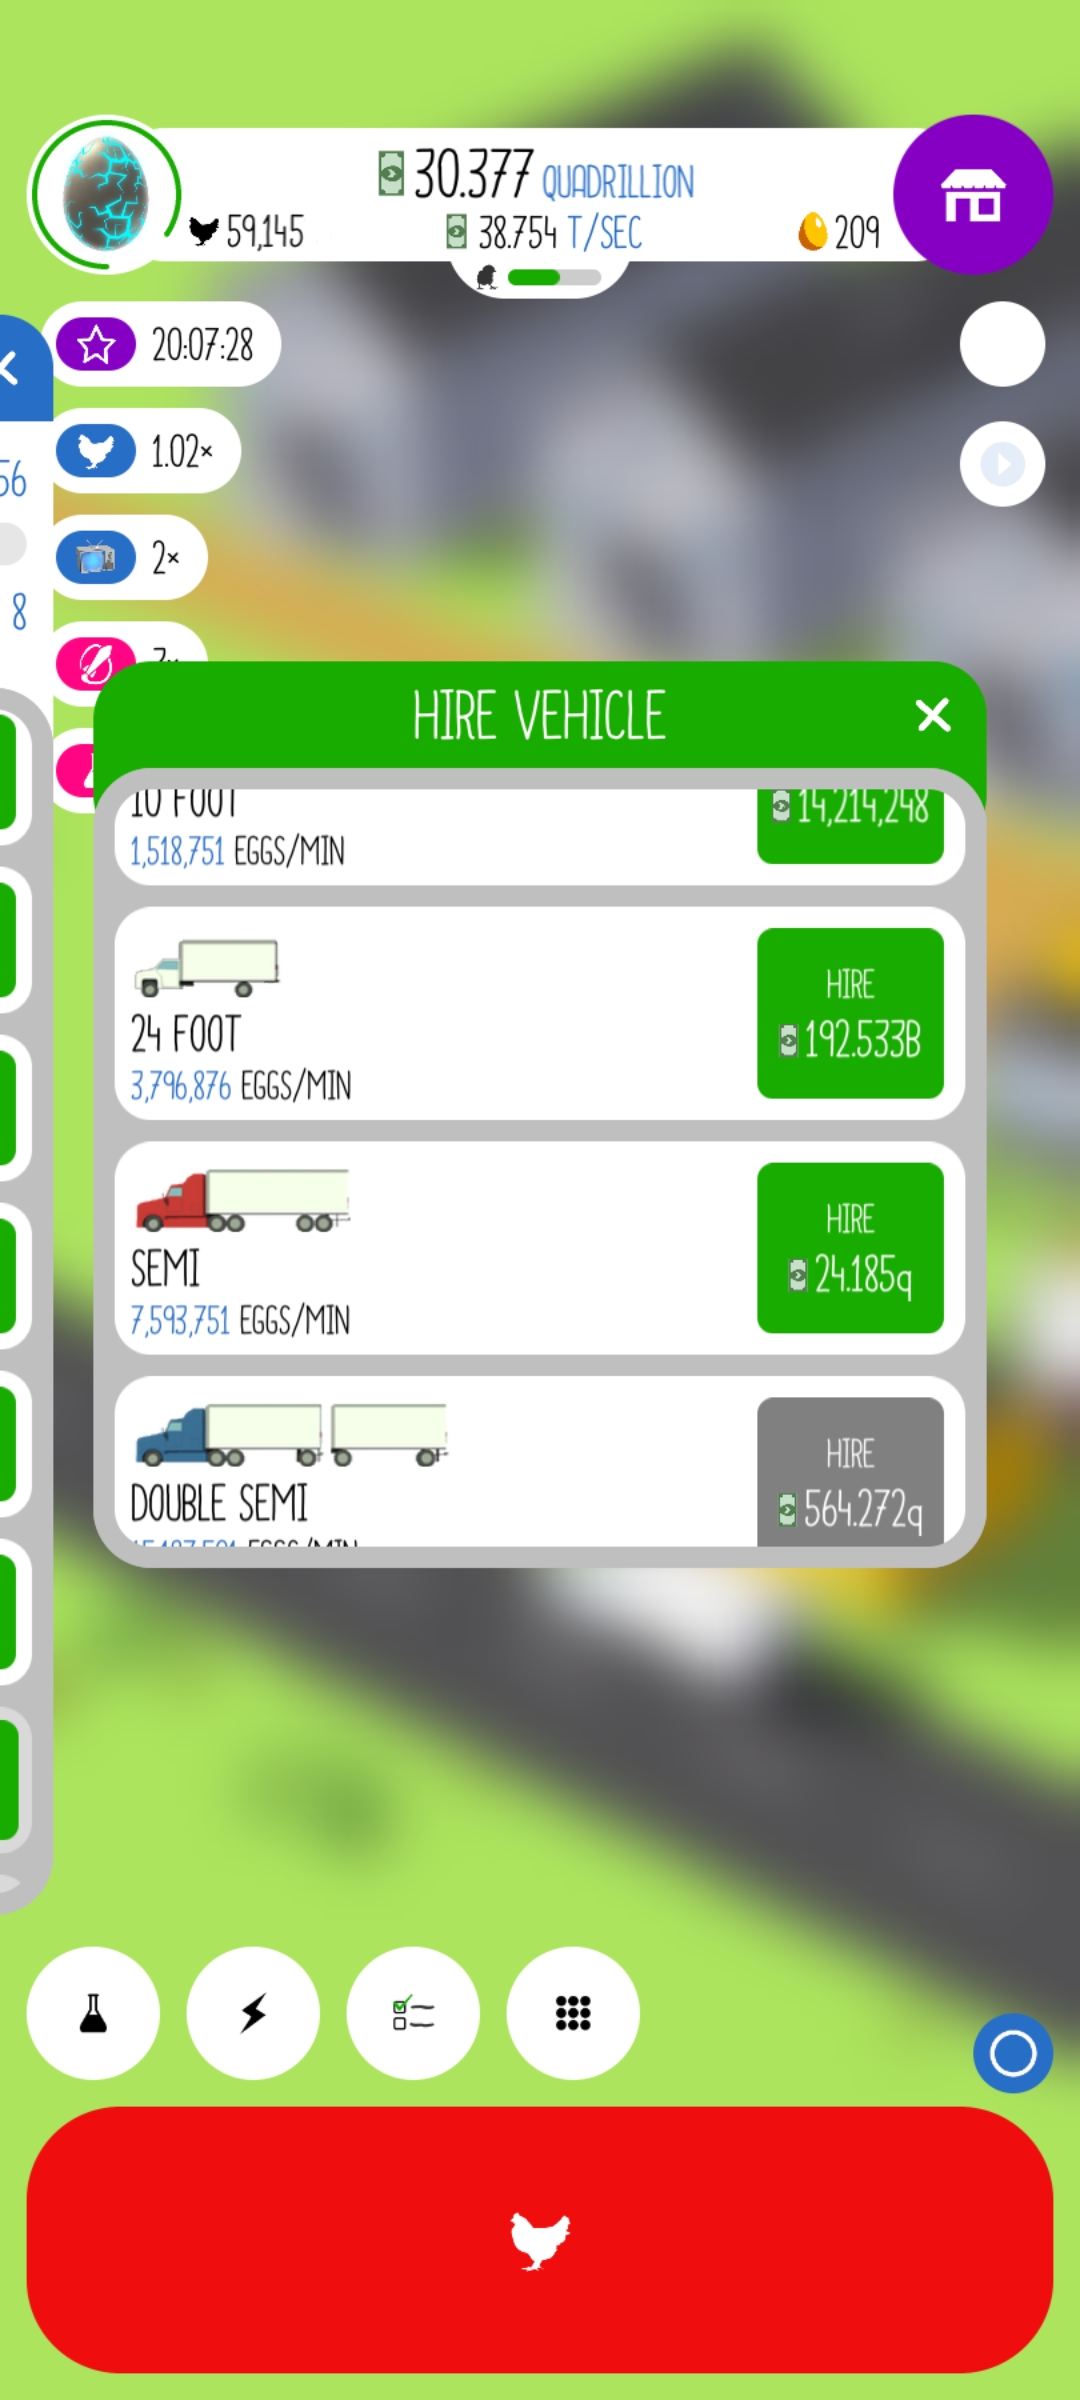 30.377 QUADRILLION
59,145
38.754 T/SEC
209
20:07:28
1.02×
56
2×
8
HIRE VEHICLE
10 FOOT
14,214,248
1,518,751 EGGS/MIN
HIRE
192.533B
24 FOOT
3,796,876 EGGS/MIN
HIRE
24.185q
SEMI
7,593,751 EGGS/MIN
HIRE
564.272q
DOUBLE SEMI
EGGS/MIN